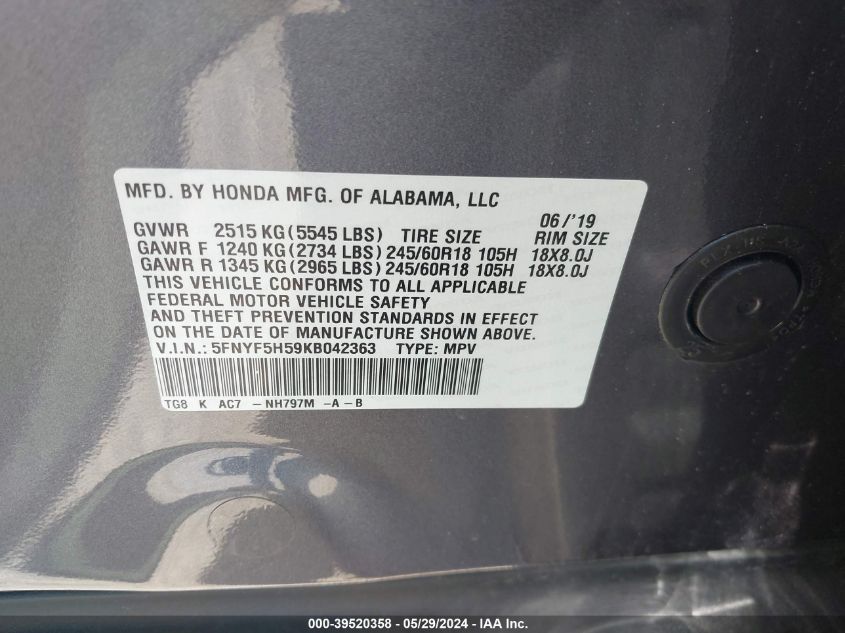 MFD. BY HONDA MFG. OF ALABAMA, LLC
06/'19
GVWR 2515 KG (5545 LBS) TIRE SIZE RIM SIZE
GAWR F 1240 KG (2734 LBS) 245/60R18 105H 18X8.0J
GAWR R 1345 KG (2965 LBS) 245/60R18 105H 18X8.0J
THIS VEHICLE CONFORMS TO ALL APPLICABLE
FEDERAL MOTOR VEHICLE SAFETY
AND THEFT PREVENTION STANDARDS IN EFFECT
ON THE DATE OF MANUFACTURE SHOWN ABOVE.
V.I.N.: 5FNYF5H59KB042363 TYPE: MPV
TG8 K AC7 -NH797M -A-B
000-39520358 - 05/29/2024 - IAA Inc.